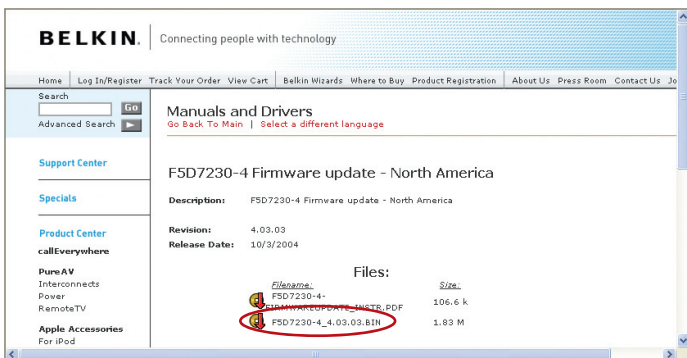 BELKIN. Connecting people with technology
Home Log In/Register Track Your Order View Cart Belkin Wizards Where to Buy Product Registration About Us Press Room Contact Us Jo
Search
Go
Advanced Search
Manuals and Drivers
Go Back To Main | Select a different language
Support Center
F5D7230-4 Firmware update - North America
Specials
Description: F5D7230-4 Firmware update - North America
Product Center
Revision: 4.03.03
callEverywhere
Release Date: 10/3/2004
PureAV
Interconnects
Power
RemoteTV
Files:
Filename: Size:
F5D7230-4-
FIRMWAREUPDATE_INSTR.PDF 106.6 k
F5D7230-4_4.03.03.BIN 1.83 M
Apple Accessories
For iPod